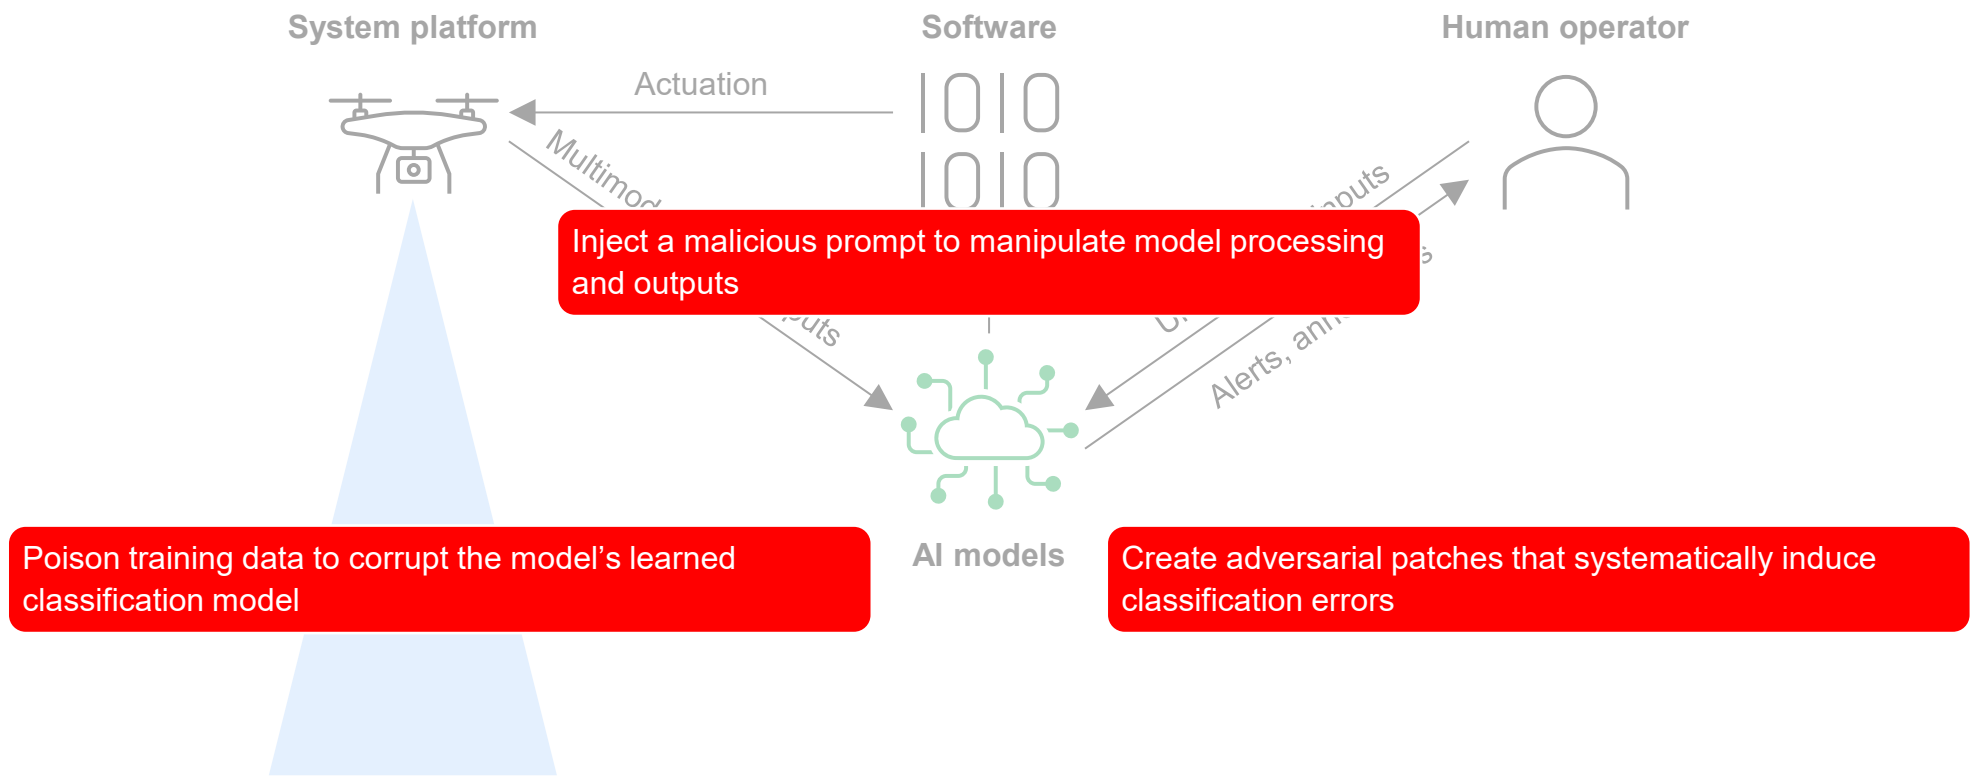 System platform
Software
Human operator
Actuation
Inject a malicious prompt to manipulate model processing
and outputs
Alerts,
AI models
Poison training data to corrupt the model’s learned
classification model
Create adversarial patches that systematically induce
classification errors